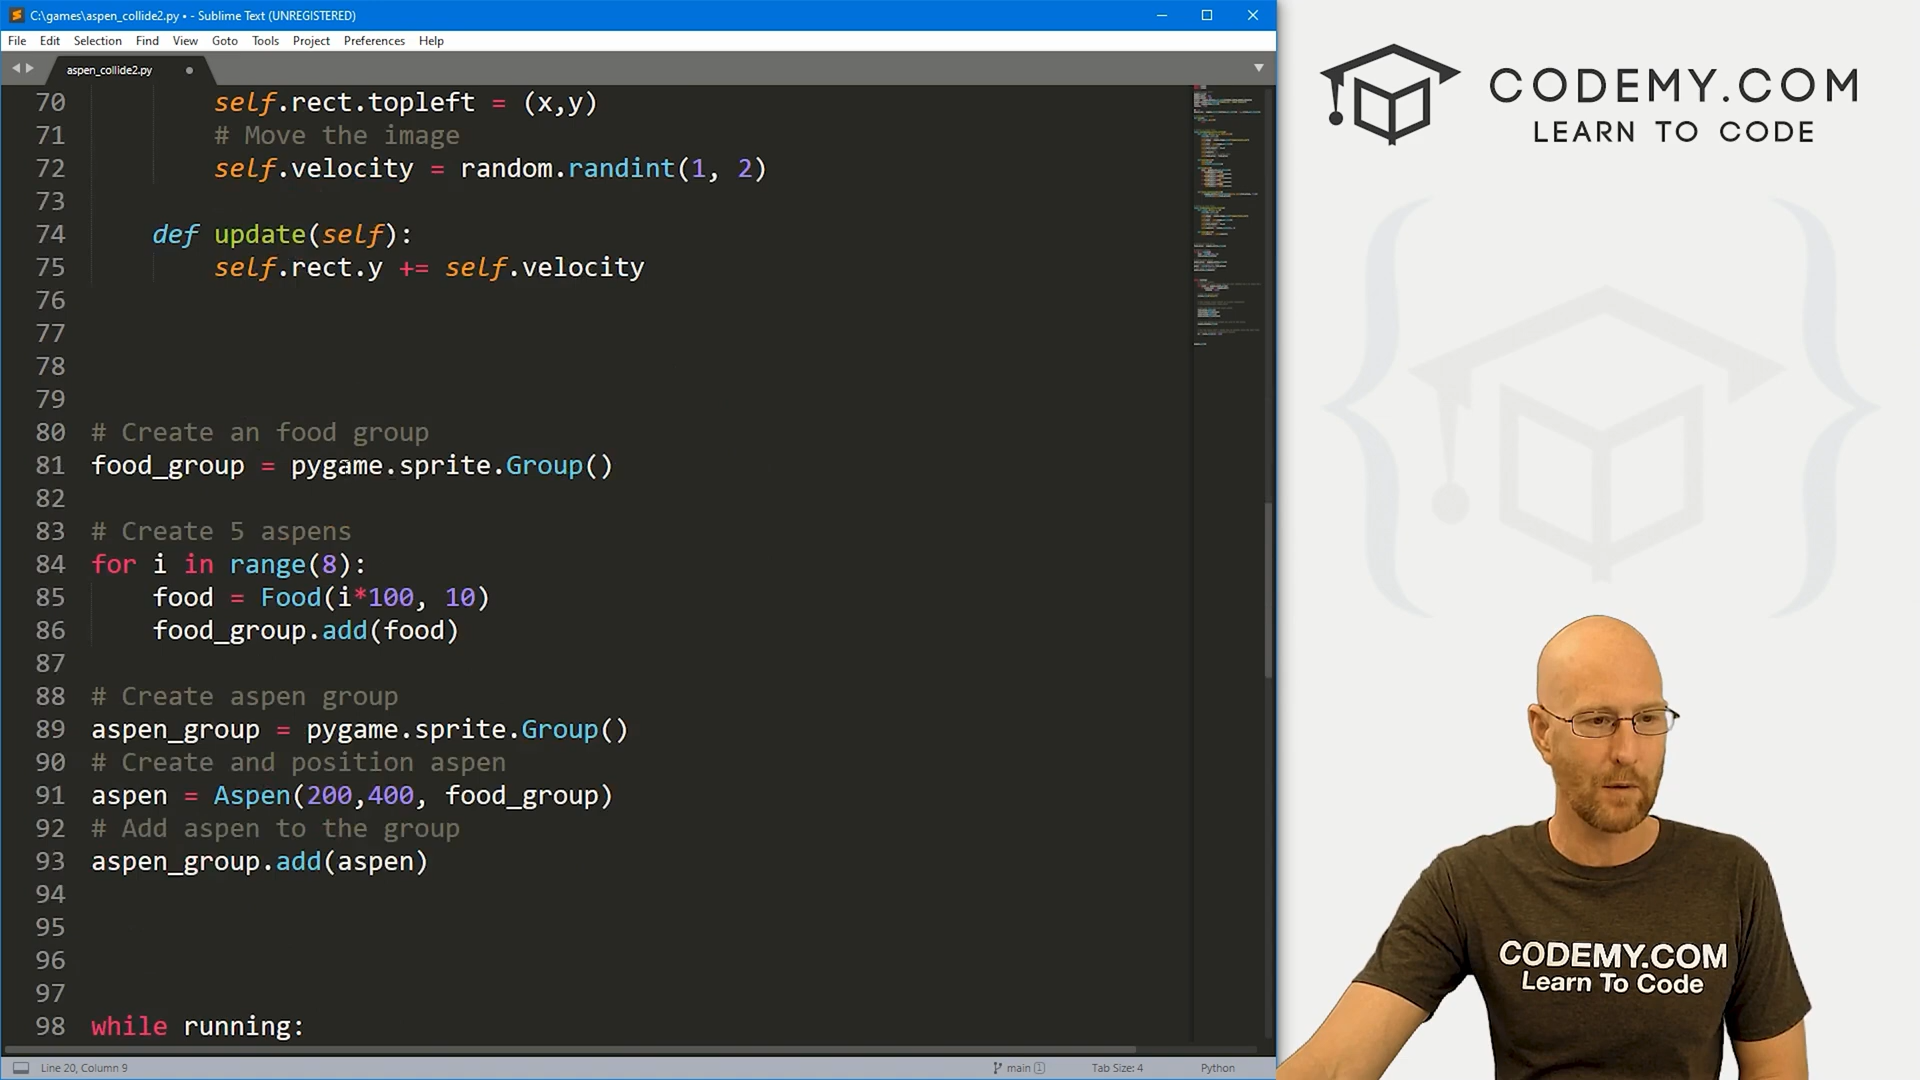 C:\games\aspen_collide2.py • - Sublime Text (UNREGISTERED)
File Edit Selection Find View Goto Tools Project Preferences Help
aspen_collide2.py
70 self.rect.topleft = (x,y)
71 # Move the image
72 self.velocity = random.randint(1, 2)
73
74 def update(self):
75 self.rect.y += self.velocity
76
77
78
79
80 # Create an food group
81 food_group = pygame.sprite.Group()
82
83 # Create 5 aspens
84 for i in range(8):
85 food = Food(i*100, 10)
86 food_group.add(food)
87
88 # Create aspen group
89 aspen_group = pygame.sprite.Group()
90 # Create and position aspen
91 aspen = Aspen(200,400, food_group)
92 # Add aspen to the group
93 aspen_group.add(aspen)
94
95
96
97
98 while running:
Line 20, Column 9 main 1 Tab Size: 4 Python
CODEMY.COM
LEARN TO CODE
CODEMY.COM
Learn To Code